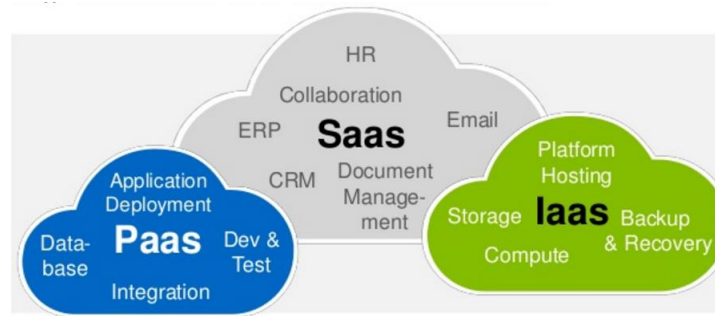 HR
Collaboration
ERP
Saas
Email
CRM
Document
Manage-
ment
Application
Deployment
Data-
base
Paas
Dev &
Test
Integration
Platform
Hosting
Storage
Iaas
Backup
& Recovery
Compute